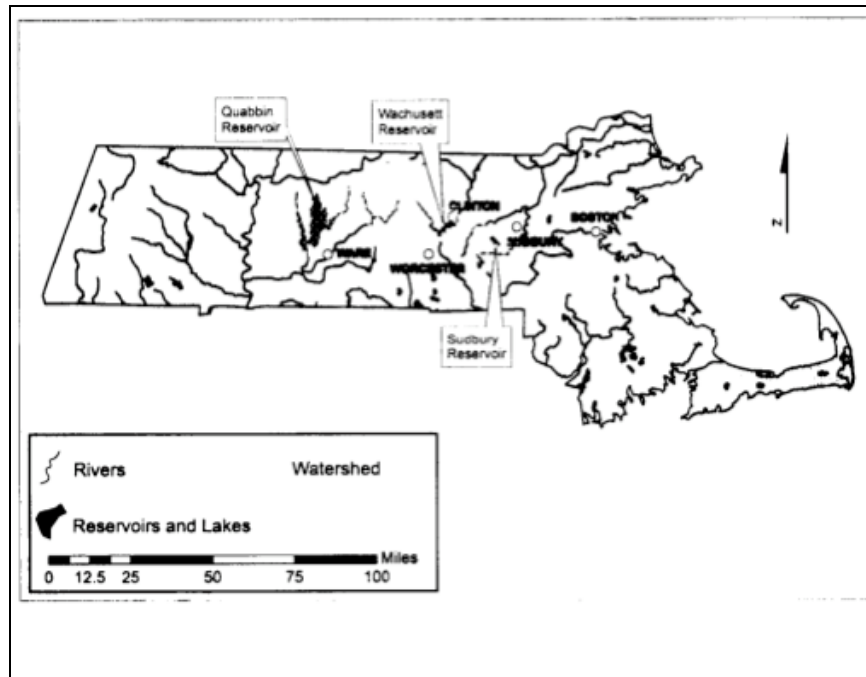 Quabbin
Reservoir
Wachusett
Reservoir
CLINTON
BOSTON
SUDBURY
WARE
WORCESTER
N
Sudbury
Reservoir
Rivers
Watershed
Reservoirs and Lakes
Miles
0 12.5 25 50 75 100